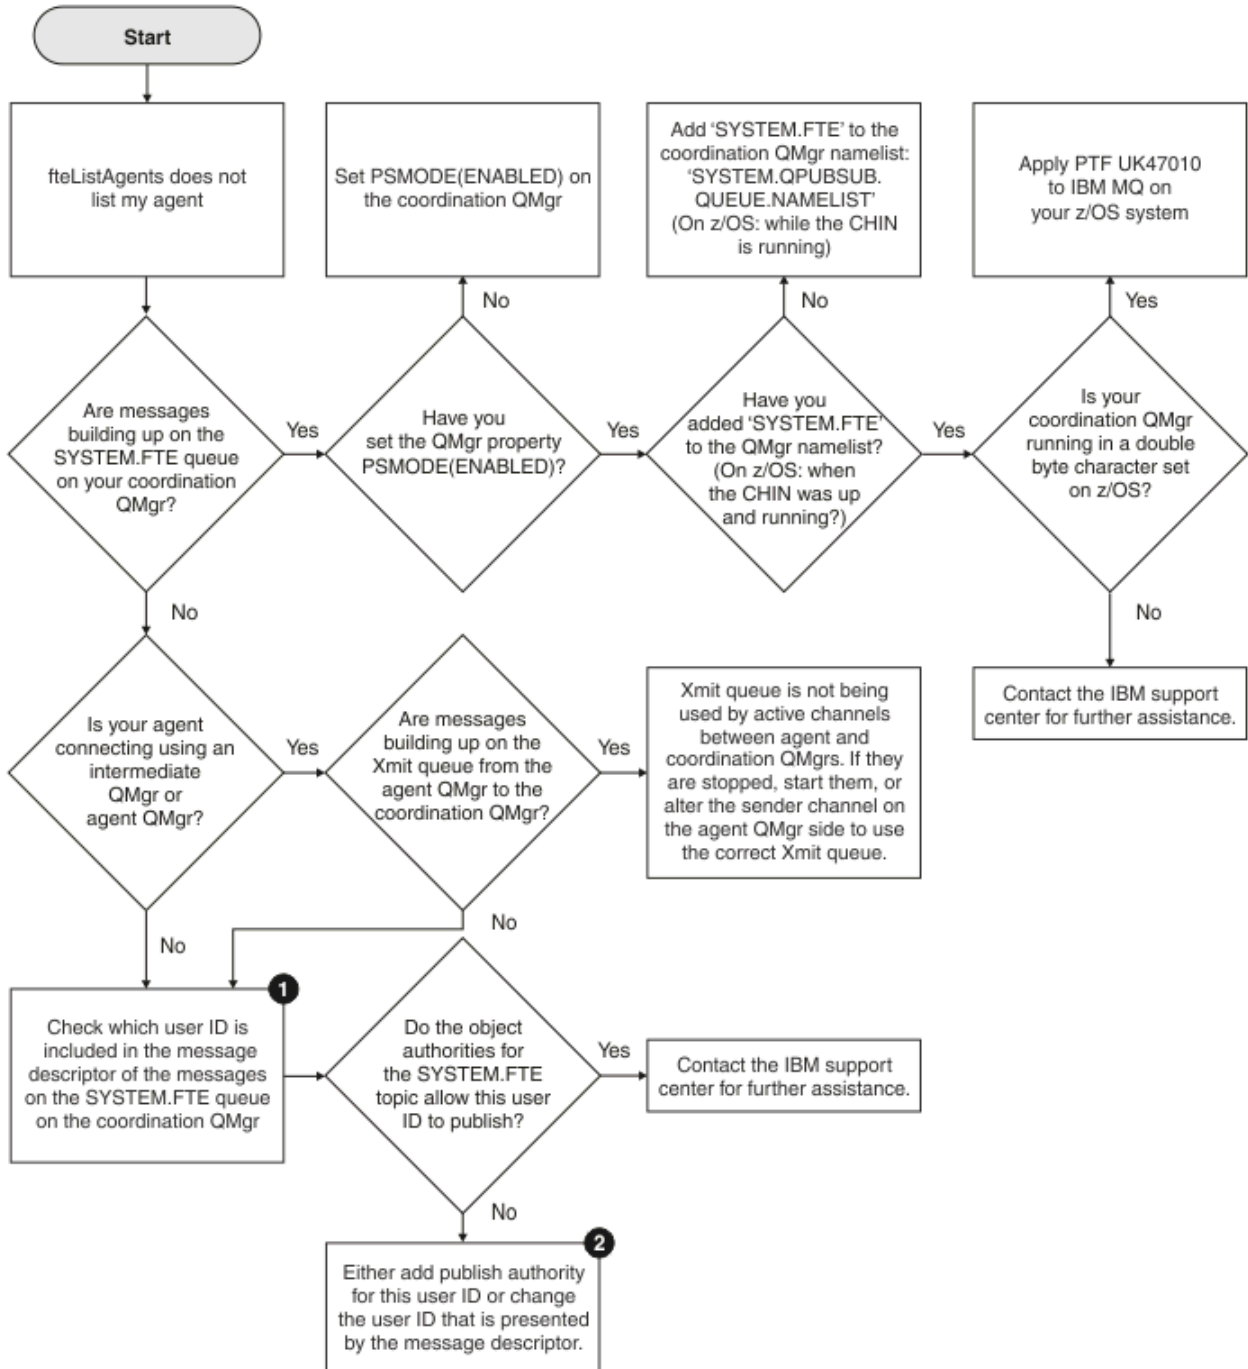 Start
fteListAgents does not
list my agent
Set PSMODE(ENABLED) on
the coordination QMgr
Add ‘SYSTEM.FTE’ to the
coordination QMgr namelist:
‘SYSTEM.QPUBSUB.
QUEUE.NAMELIST’
(On z/OS: while the CHIN
is running)
Apply PTF UK47010
to IBM MQ on
your z/OS system
No
No
Yes
Are messages
building up on the
SYSTEM.FTE queue
on your coordination
QMgr?
Yes
Have you
set the QMgr property
PSMODE(ENABLED)?
Yes
Have you
added ‘SYSTEM.FTE’
to the QMgr namelist?
(On z/OS: when
the CHIN was up
and running?)
Yes
Is your
coordination QMgr
running in a double
byte character set
on z/OS?
No
No
Contact the IBM support
center for further assistance.
Is your agent
connecting using an
intermediate
QMgr or
agent QMgr?
Yes
Are messages
building up on the
Xmit queue from the
agent QMgr to the
coordination QMgr?
Yes
Xmit queue is not being
used by active channels
between agent and
coordination QMgrs. If they
are stopped, start them, or
alter the sender channel on
the agent QMgr side to use
the correct Xmit queue.
No
No
1
Check which user ID is
included in the message
descriptor of the messages
on the SYSTEM.FTE queue
on the coordination QMgr
Do the object
authorities for
the SYSTEM.FTE
topic allow this user
ID to publish?
Yes
Contact the IBM support
center for further assistance.
No
2
Either add publish authority
for this user ID or change
the user ID that is presented
by the message descriptor.